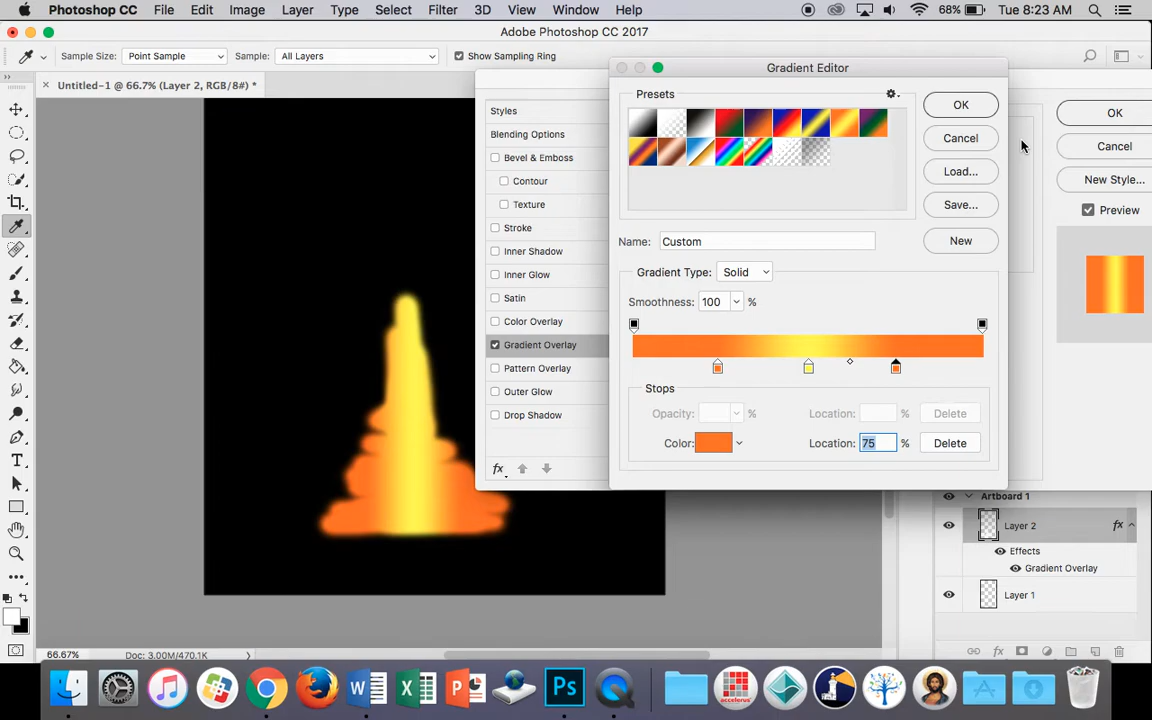 Photoshop CC File Edit Image Layer Type Select Filter 3D View Window Help 68% Tue 8:23 AM
Adobe Photoshop CC 2017
Sample Size: Point Sample Sample: All Layers Show Sampling Ring
× Untitled-1 @ 66.7% (Layer 2, RGB/8#) *
Gradient Editor
Styles
Blending Options
Bevel & Emboss
Contour
Texture
Stroke
Inner Shadow
Inner Glow
Satin
Color Overlay
Gradient Overlay
Pattern Overlay
Outer Glow
Drop Shadow
fx
Presets
OK
Cancel
Load...
Save...
Name: Custom
New
Gradient Type: Solid
Smoothness: 100 %
Stops
Opacity: % Location: % Delete
Color: Location: 75 % Delete
OK
Cancel
New Style...
Preview
Artboard 1
Layer 2 fx
Effects
Gradient Overlay
Layer 1
fx
66.67% Doc: 3.00M/470.1K
W X P Ps
accelerus